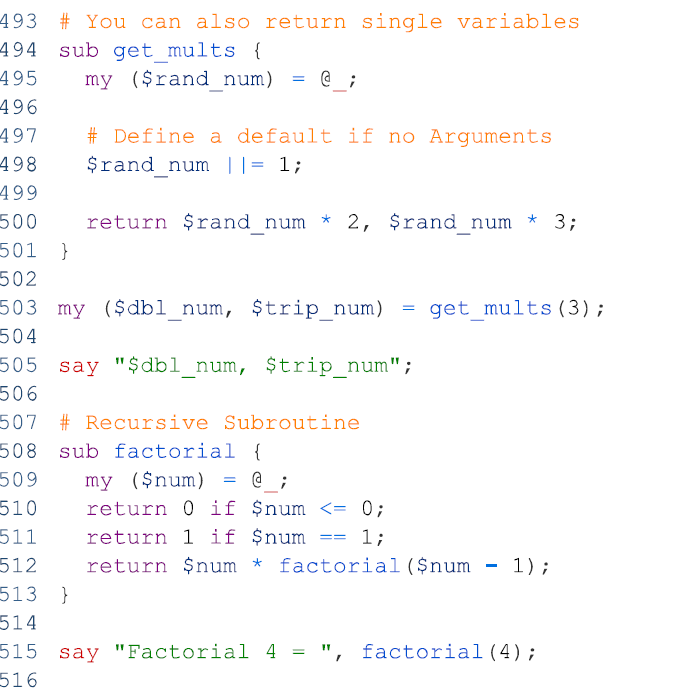 493 # You can also return single variables
494 sub get_mults {
495   my ($rand_num) = @_;
496
497   # Define a default if no Arguments
498   $rand_num ||= 1;
499
500   return $rand_num * 2, $rand_num * 3;
501 }
502
503 my ($dbl_num, $trip_num) = get_mults(3);
504
505 say "$dbl_num, $trip_num";
506
507 # Recursive Subroutine
508 sub factorial {
509   my ($num) = @_;
510   return 0 if $num <= 0;
511   return 1 if $num == 1;
512   return $num * factorial($num - 1);
513 }
514
515 say "Factorial 4 = ", factorial(4);
516